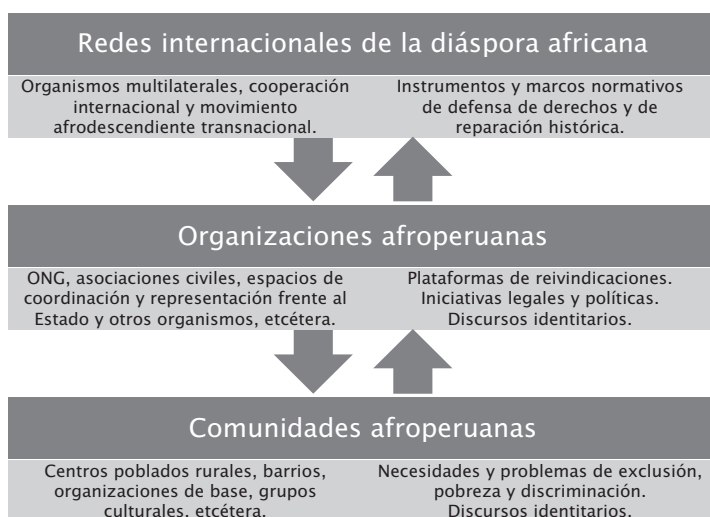 Redes internacionales de la diáspora africana
Organismos multilaterales, cooperación
internacional y movimiento
afrodescendiente transnacional.
Instrumentos y marcos normativos
de defensa de derechos y de
reparación histórica.
Organizaciones afroperuanas
ONG, asociaciones civiles, espacios de
coordinación y representación frente al
Estado y otros organismos, etcétera.
Plataformas de reivindicaciones.
Iniciativas legales y políticas.
Discursos identitarios.
Comunidades afroperuanas
Centros poblados rurales, barrios,
organizaciones de base, grupos
culturales, etcétera.
Necesidades y problemas de exclusión,
pobreza y discriminación.
Discursos identitarios.